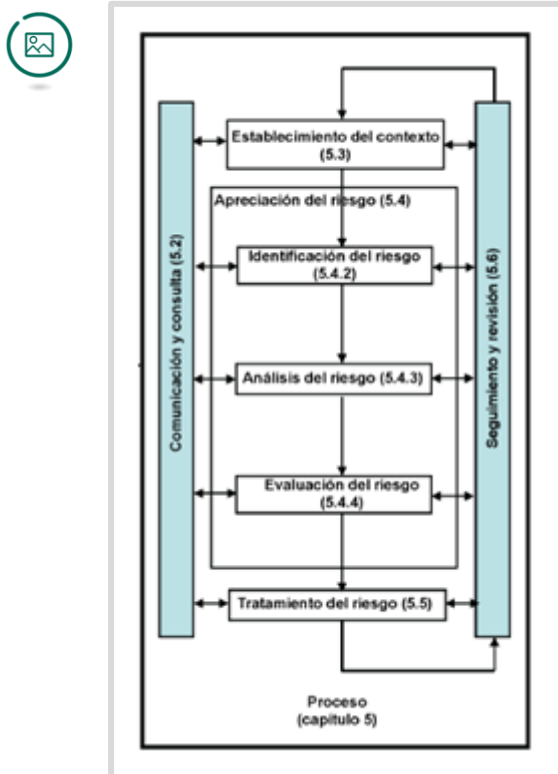 Establecimiento del contexto
(5.3)
Apreciación del riesgo (5.4)
Identificación del riesgo
(5.4.2)
Análisis del riesgo (5.4.3)
Evaluación del riesgo
(5.4.4)
Tratamiento del riesgo (5.5)
Comunicación y consulta (5.2)
Seguimiento y revisión (5.6)
Proceso
(capítulo 5)